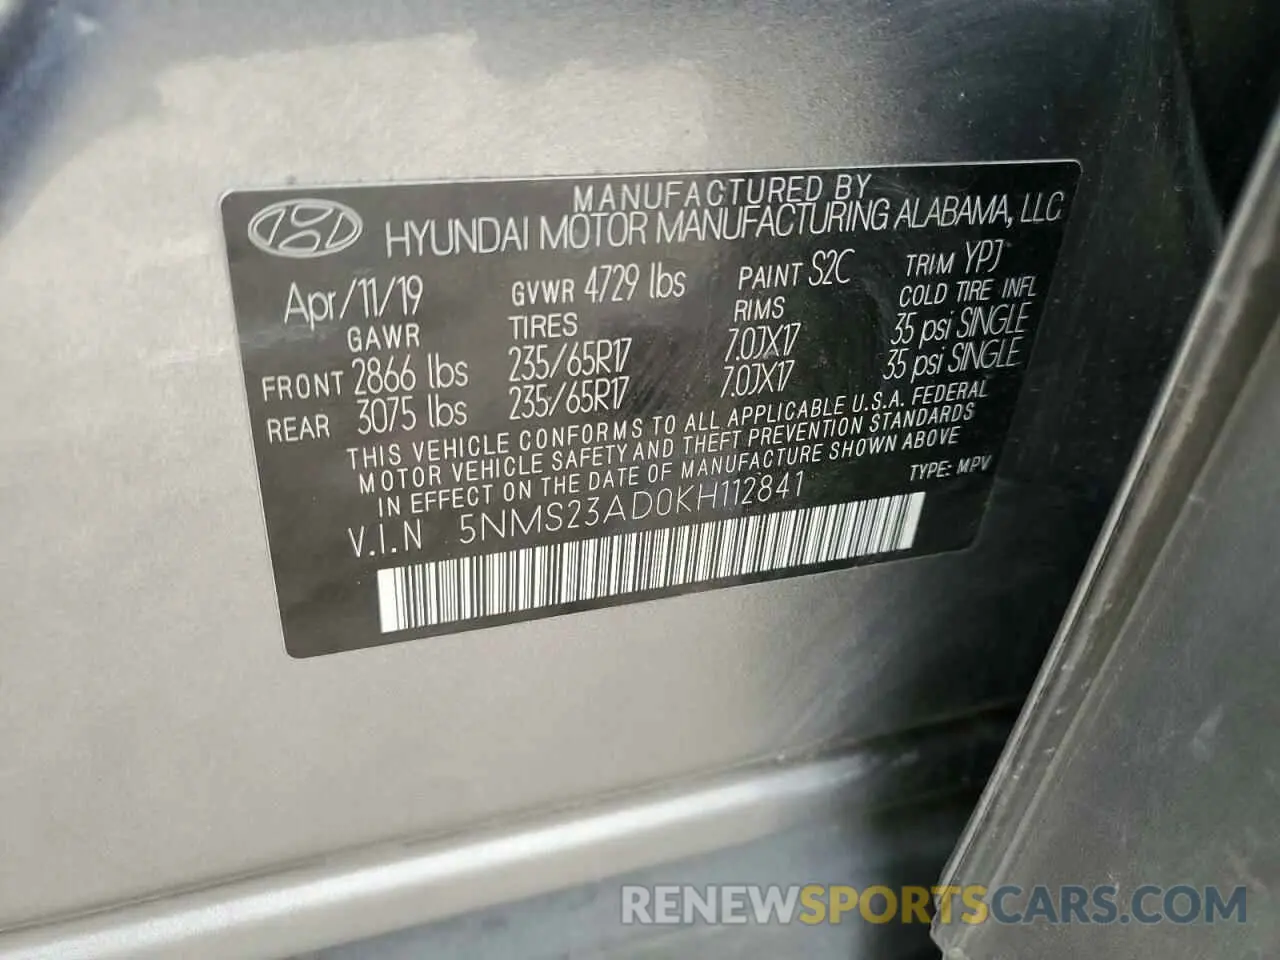 MANUFACTURED BY
HYUNDAI MOTOR MANUFACTURING ALABAMA, LLC
Apr/11/19 GVWR 4729 lbs PAINT S2C TRIM YPJ
GAWR TIRES RIMS COLD TIRE INFL
FRONT 2866 lbs 235/65R17 7.0JX17 35 psi SINGLE
REAR 3075 lbs 235/65R17 7.0JX17 35 psi SINGLE
THIS VEHICLE CONFORMS TO ALL APPLICABLE U.S.A. FEDERAL
MOTOR VEHICLE SAFETY AND THEFT PREVENTION STANDARDS
IN EFFECT ON THE DATE OF MANUFACTURE SHOWN ABOVE
V.I.N 5NMS23AD0KH112841 TYPE: MPV
RENEWSPORTSCARS.COM